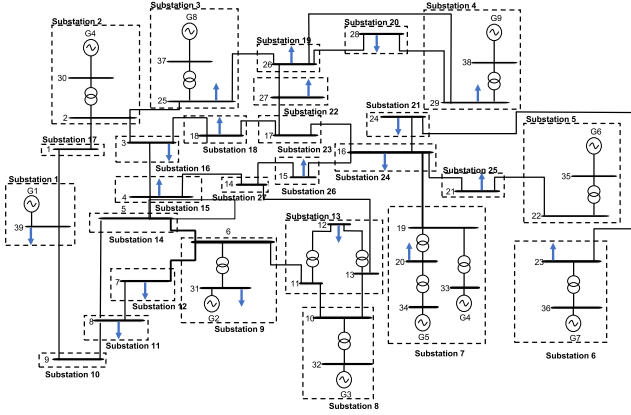 Substation 2
G4
30
2
Substation 3
G8
37
25
Substation 19
26
27
Substation 22
Substation 20
28
Substation 4
G9
38
29
Substation 21
24
Substation 5
G6
35
22
Substation 17
1
3
Substation 16
18
Substation 18
17
Substation 23
16
Substation 24
Substation 25
21
Substation 1
G1
39
4
Substation 15
14
Substation 27
15
Substation 26
5
Substation 14
6
31
G2
Substation 9
Substation 13
12
11
13
19
20
33
34
G4
G5
Substation 7
23
36
G7
Substation 6
7
Substation 12
8
Substation 11
9
Substation 10
10
32
G3
Substation 8